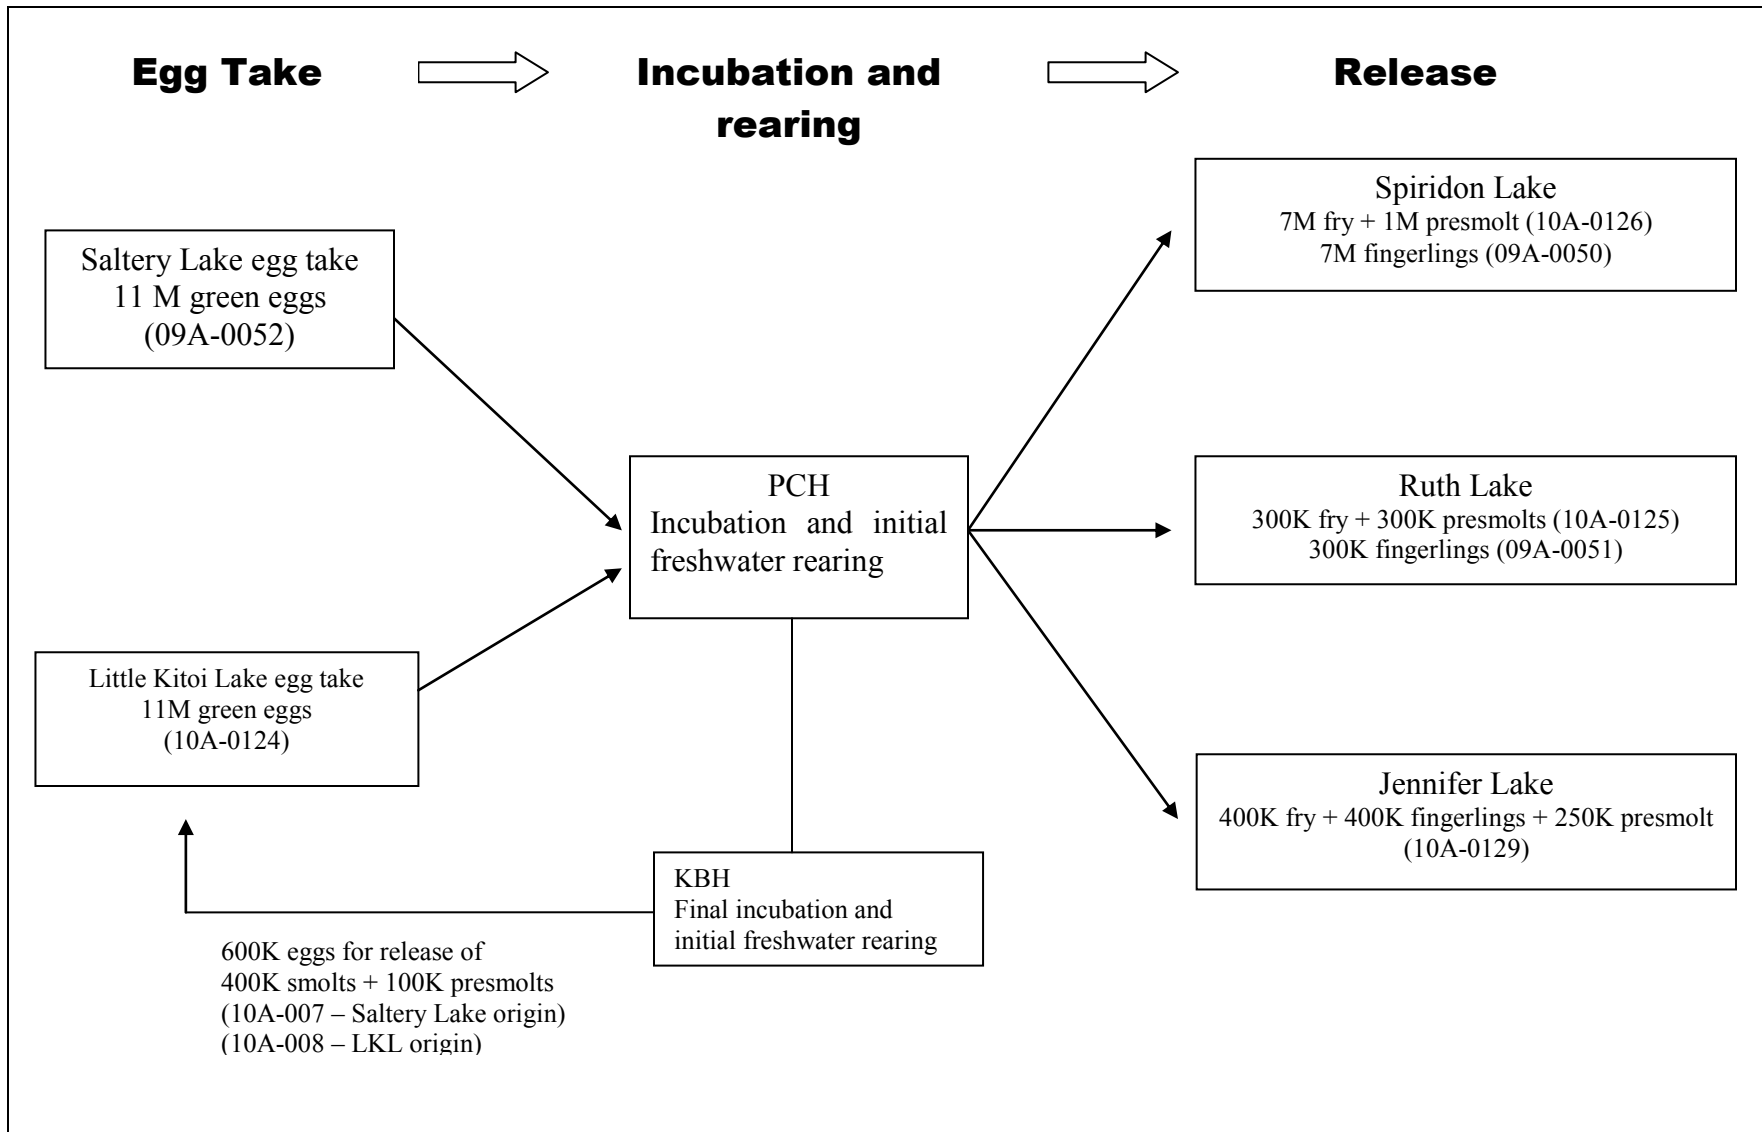 Egg Take
Incubation and
rearing
Release
Saltery Lake egg take
11 M green eggs
(09A-0052)
Little Kitoi Lake egg take
11M green eggs
(10A-0124)
PCH
Incubation and initial
freshwater rearing
KBH
Final incubation and
initial freshwater rearing
600K eggs for release of
400K smolts + 100K presmolts
(10A-007 – Saltery Lake origin)
(10A-008 – LKL origin)
Spiridon Lake
7M fry + 1M presmolt (10A-0126)
7M fingerlings (09A-0050)
Ruth Lake
300K fry + 300K presmolts (10A-0125)
300K fingerlings (09A-0051)
Jennifer Lake
400K fry + 400K fingerlings + 250K presmolt
(10A-0129)